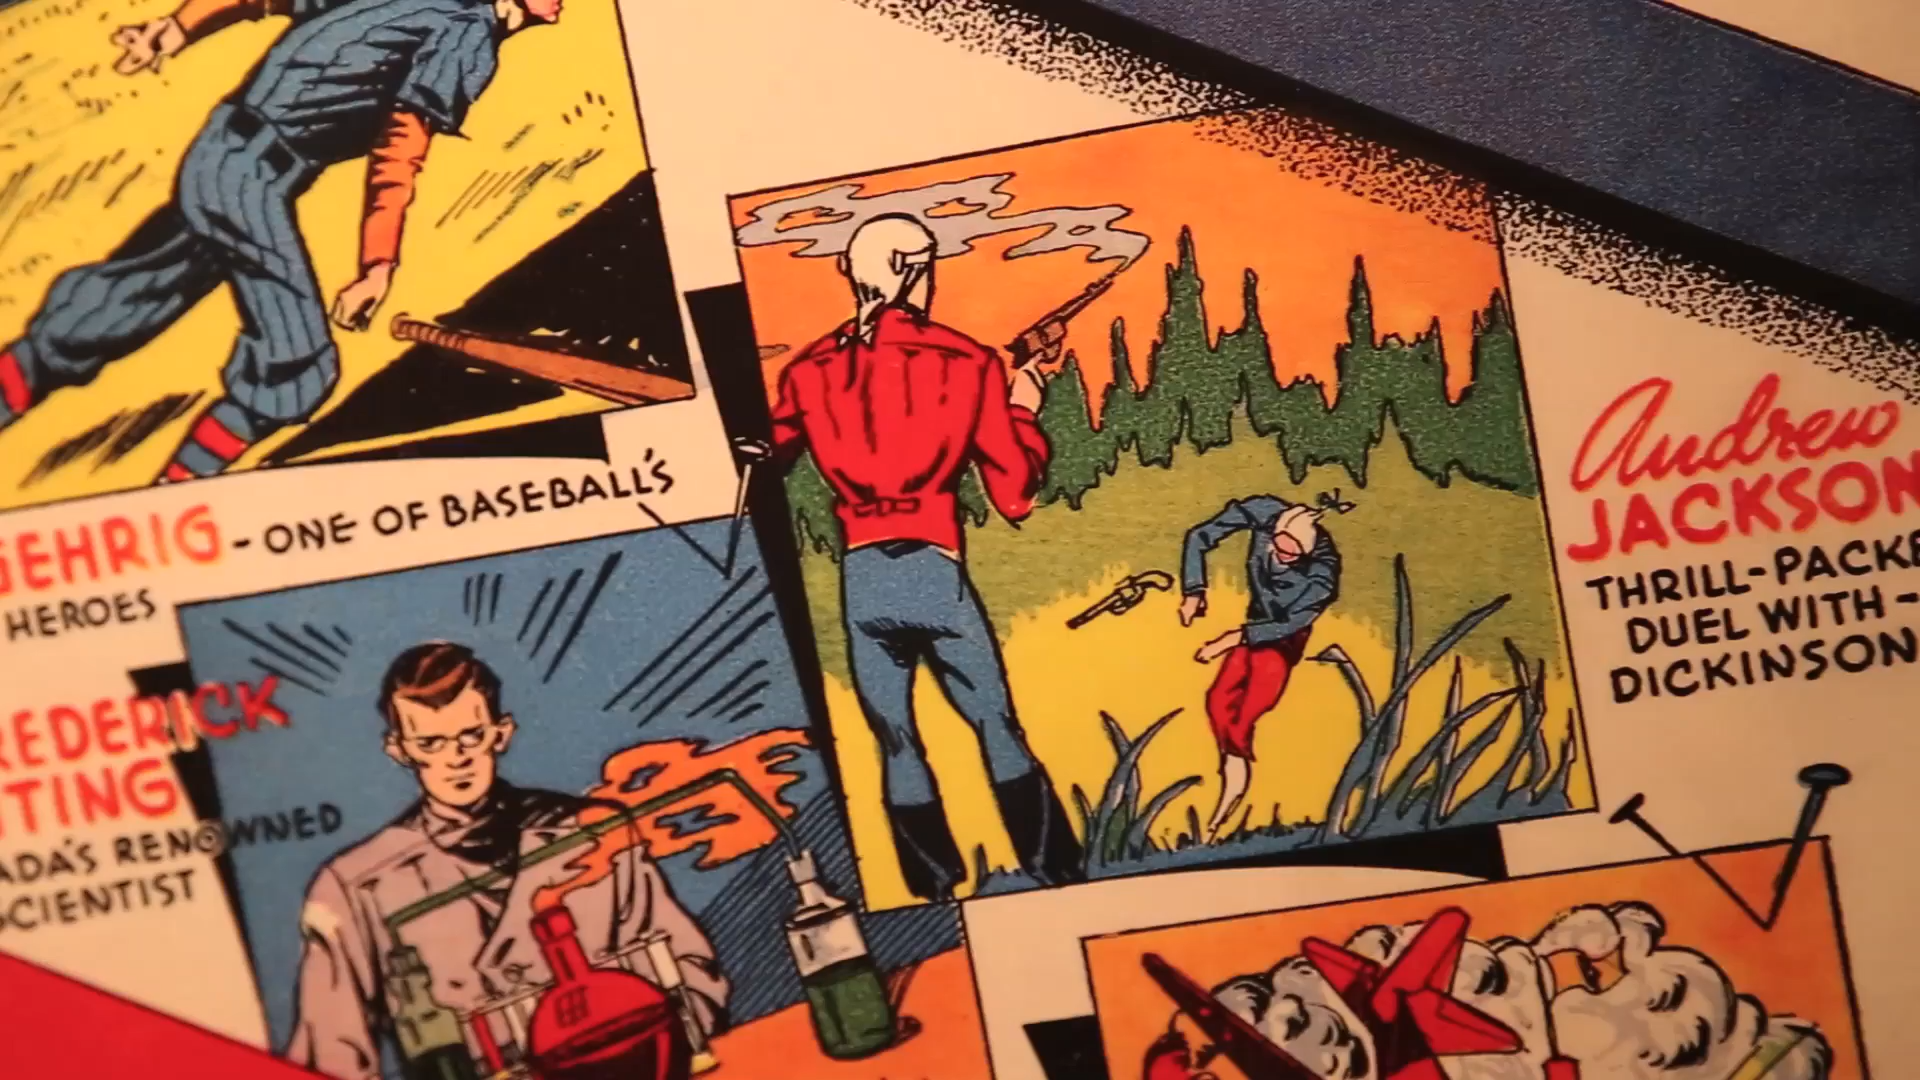 GEHRIG - ONE OF BASEBALL'S
HEROES
REDERICK
TING
ADA'S RENOWNED
SCIENTIST
Andrew
JACKSON
THRILL-PACKE
DUEL WITH -
DICKINSON